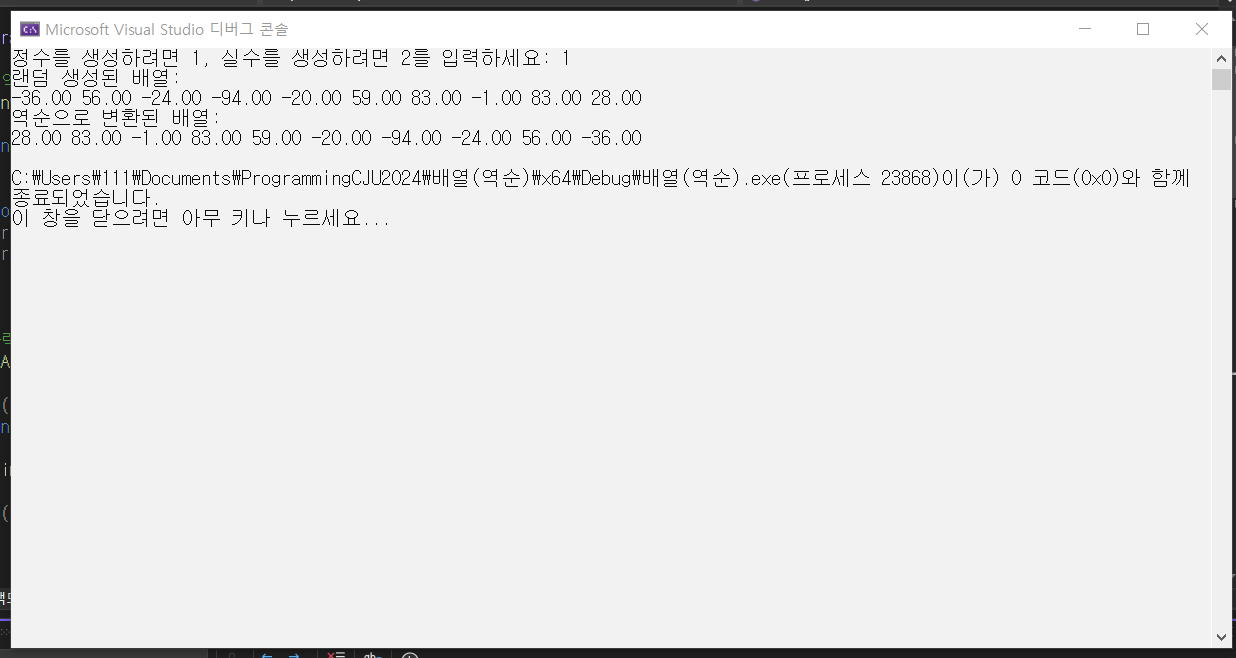 Microsoft Visual Studio 디버그 콘솔
정수를 생성하려면 1, 실수를 생성하려면 2를 입력하세요: 1
랜덤 생성된 배열:
-36.00 56.00 -24.00 -94.00 -20.00 59.00 83.00 -1.00 83.00 28.00
역순으로 변환된 배열:
28.00 83.00 -1.00 83.00 59.00 -20.00 -94.00 -24.00 56.00 -36.00
C:₩Users₩111₩Documents₩ProgrammingCJU2024₩배열(역순)₩x64₩Debug₩배열(역순).exe(프로세스 23868)이(가) 0 코드(0x0)와 함께
종료되었습니다.
이 창을 닫으려면 아무 키나 누르세요...